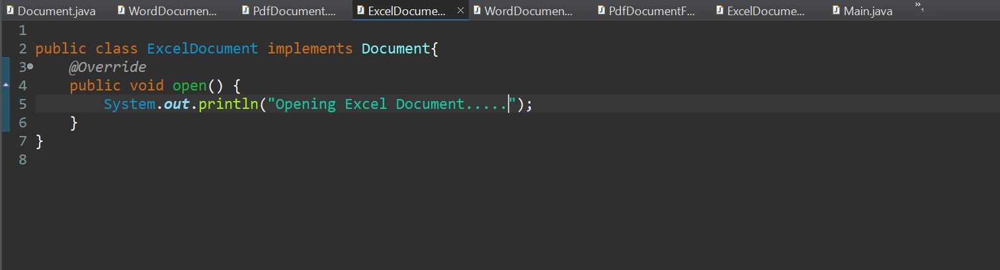 Document.java WordDocumen... PdfDocument.... ExcelDocume... × WordDocumen... PdfDocumentF... ExcelDocume... Main.java »1
1
2 public class ExcelDocument implements Document{
3 @Override
4 public void open() {
5 System.out.println("Opening Excel Document.....");
6 }
7 }
8